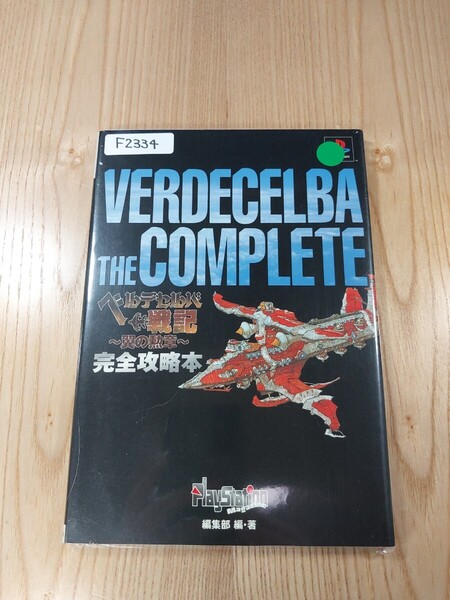 F2334
VERDECELBA
THE COMPLETE
ベルデセルバ
戦記
～翼の勲章～
完全攻略本
PlayStation
Magazine
編集部 編・著